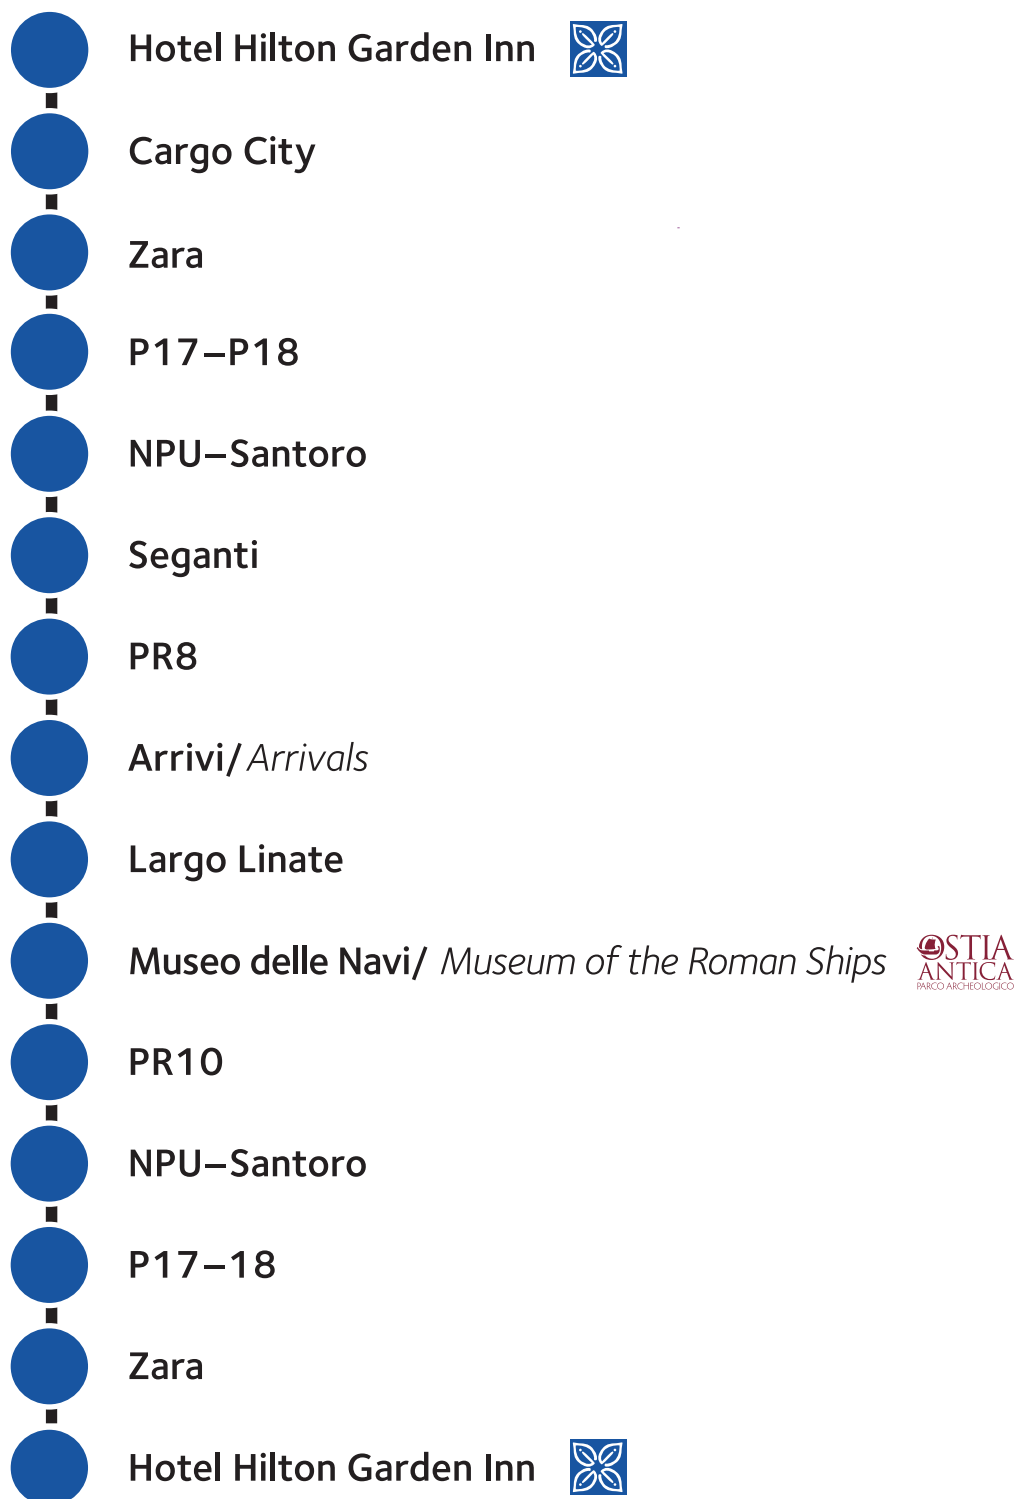 Hotel Hilton Garden Inn
Cargo City
Zara
P17–P18
NPU–Santoro
Seganti
PR8
Arrivi/ Arrivals
Largo Linate
Museo delle Navi/ Museum of the Roman Ships
OSTIA
ANTICA
PARCO ARCHEOLOGICO
PR10
NPU–Santoro
P17–18
Zara
Hotel Hilton Garden Inn